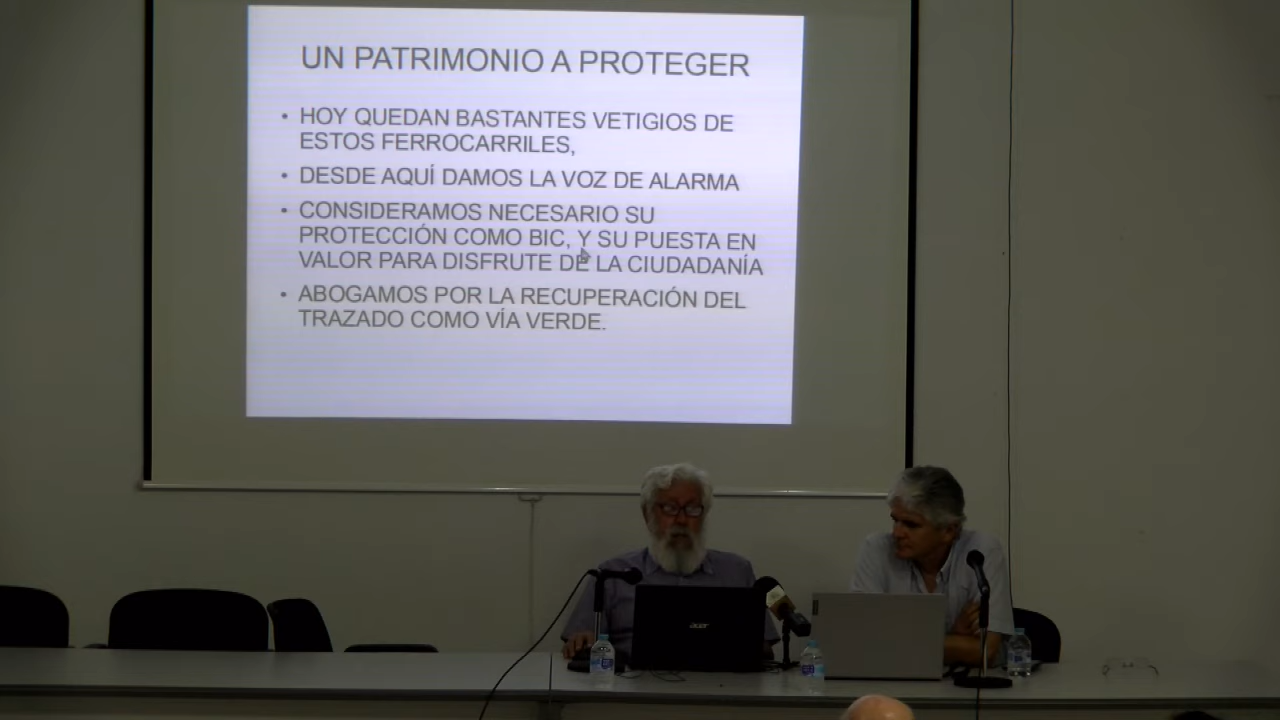 UN PATRIMONIO A PROTEGER
• HOY QUEDAN BASTANTES VETIGIOS DE
ESTOS FERROCARRILES,
• DESDE AQUÍ DAMOS LA VOZ DE ALARMA
• CONSIDERAMOS NECESARIO SU
PROTECCIÓN COMO BIC, Y SU PUESTA EN
VALOR PARA DISFRUTE DE LA CIUDADANÍA
• ABOGAMOS POR LA RECUPERACIÓN DEL
TRAZADO COMO VÍA VERDE.
acer